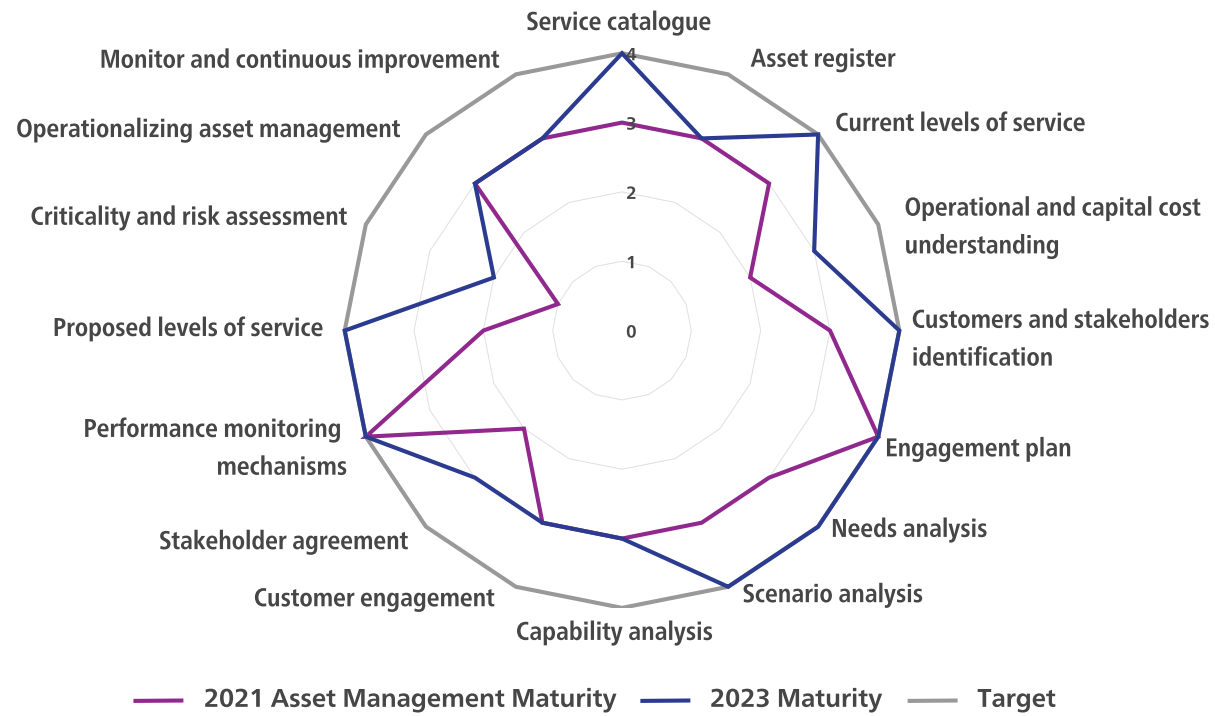 Service catalogue
Monitor and continuous improvement
Asset register
Operationalizing asset management
Current levels of service
Criticality and risk assessment
Operational and capital cost
understanding
Proposed levels of service
Customers and stakeholders
identification
Performance monitoring
mechanisms
Engagement plan
Stakeholder agreement
Needs analysis
Customer engagement
Scenario analysis
Capability analysis
4
3
2
1
0
2021 Asset Management Maturity
2023 Maturity
Target